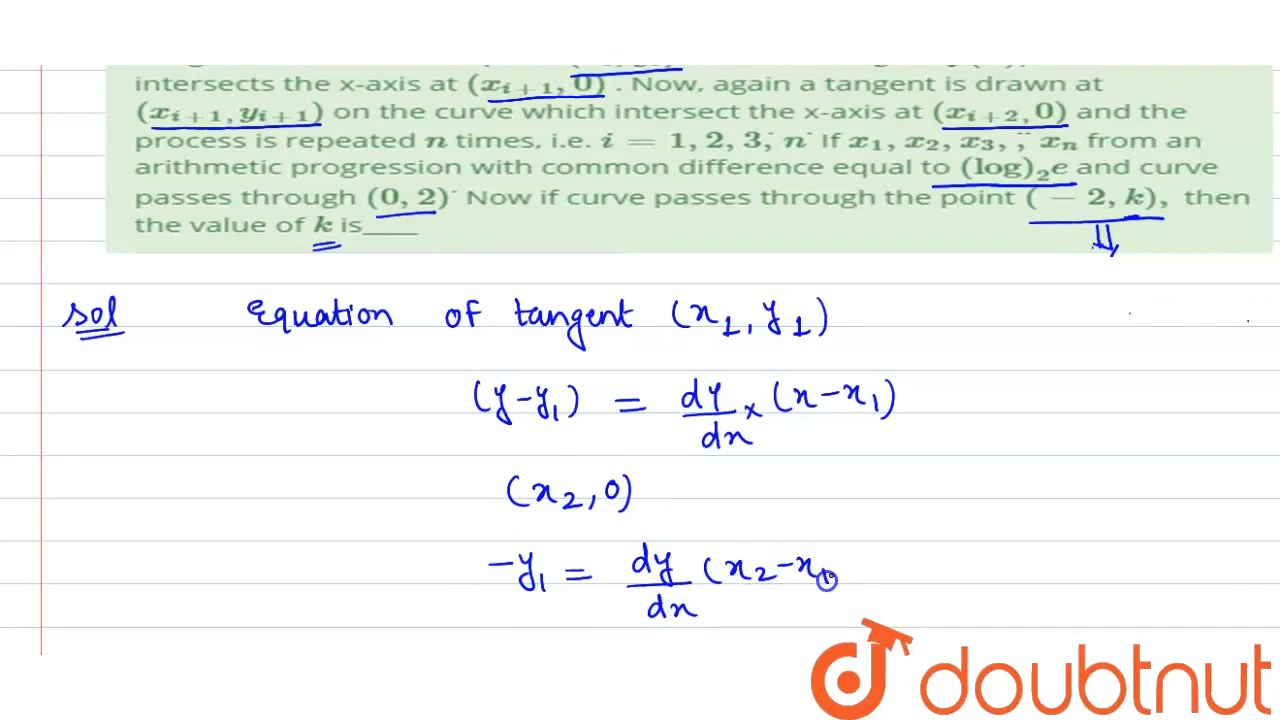 intersects the x-axis at (x_{i+1}, 0) . Now, again a tangent is drawn at
(x_{i+1}, y_{i+1}) on the curve which intersect the x-axis at (x_{i+2}, 0) and the
process is repeated n times, i.e. i = 1, 2, 3; n˙ If x₁, x₂, x₃, ;¨ xₙ from an
arithmetic progression with common difference equal to (log)₂e and curve
passes through (0, 2)˙ Now if curve passes through the point (−2, k), then
the value of k is____
Sol Equation of tangent (x₁, y₁)
(y-y₁) = dy/dx × (x-x₁)
(x₂, 0)
-y₁ = dy/dx (x₂-x₁
doubtnut